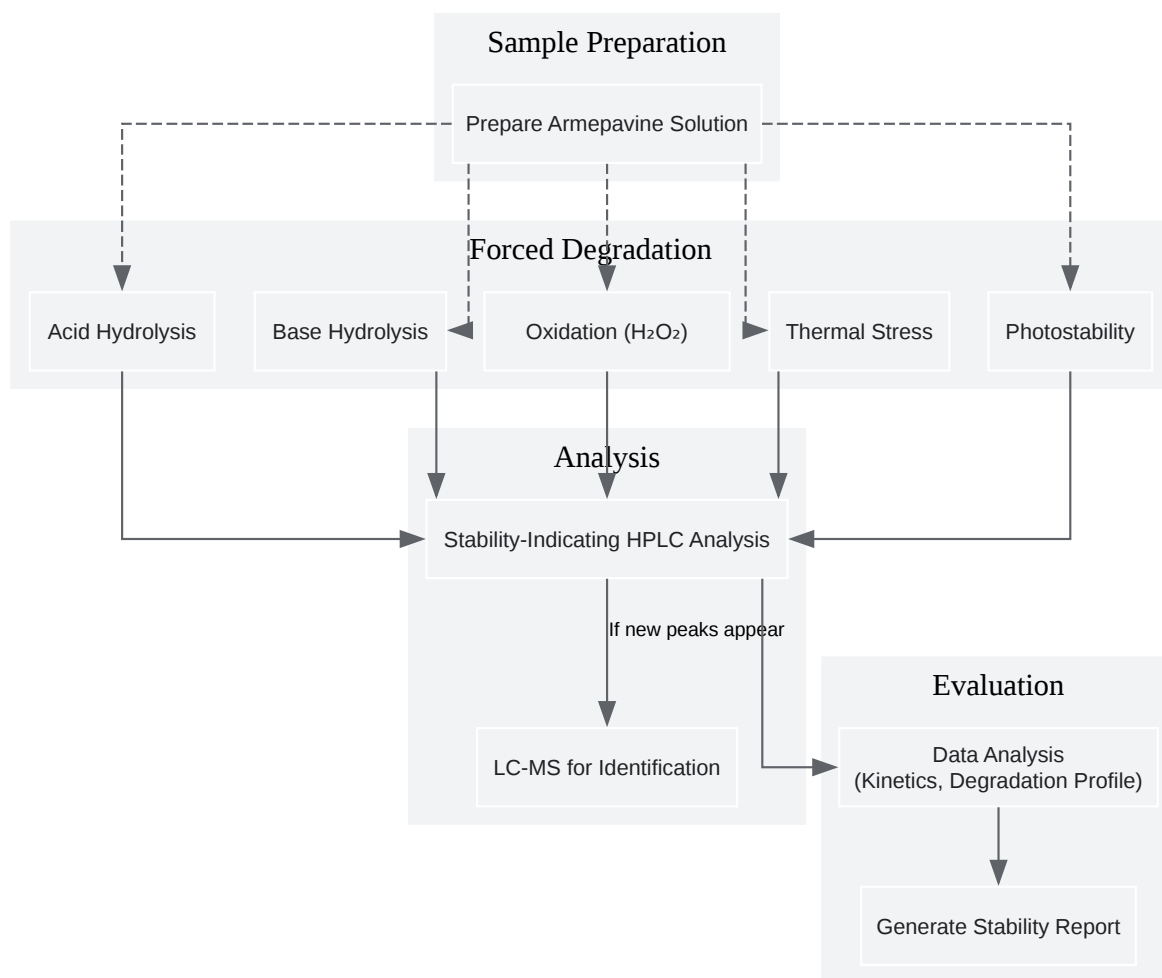 Sample Preparation
Prepare Armepavine Solution
Forced Degradation
Acid Hydrolysis
Base Hydrolysis
Oxidation (H₂O₂)
Thermal Stress
Photostability
Analysis
Stability-Indicating HPLC Analysis
If new peaks appear
LC-MS for Identification
Evaluation
Data Analysis
(Kinetics, Degradation Profile)
Generate Stability Report